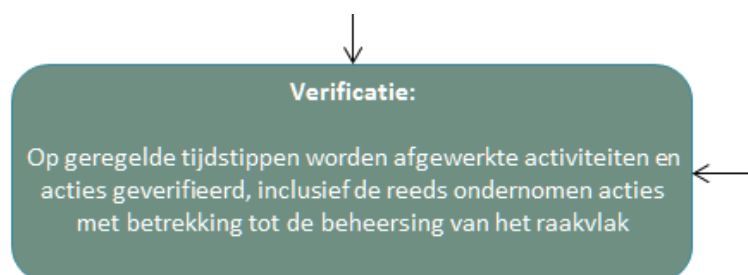 Verificatie:
Op geregelde tijdstippen worden afgewerkte activiteiten en
acties geverifieerd, inclusief de reeds ondernomen acties
met betrekking tot de beheersing van het raakvlak